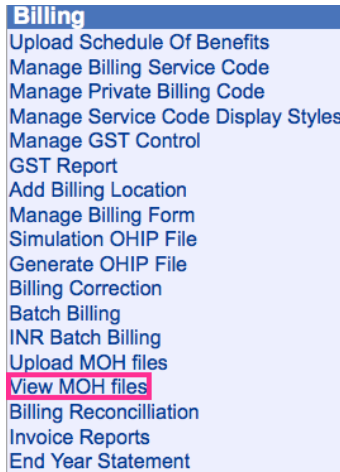 Billing
Upload Schedule Of Benefits
Manage Billing Service Code
Manage Private Billing Code
Manage Service Code Display Styles
Manage GST Control
GST Report
Add Billing Location
Manage Billing Form
Simulation OHIP File
Generate OHIP File
Billing Correction
Batch Billing
INR Batch Billing
Upload MOH files
View MOH files
Billing Reconcilliation
Invoice Reports
End Year Statement